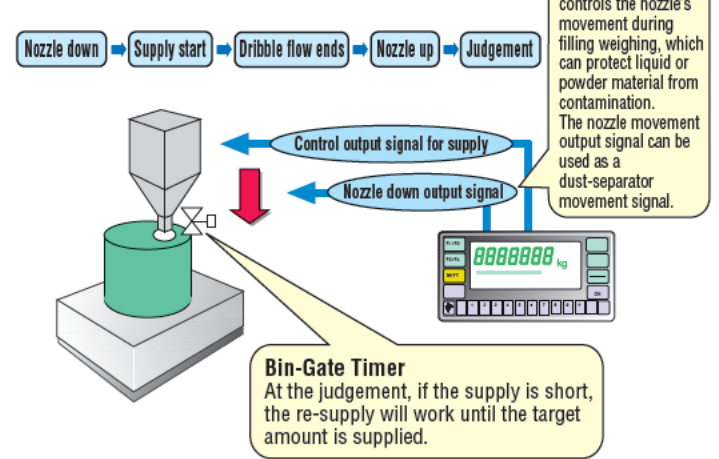 controls the nozzle's
movement during
filling weighing, which
can protect liquid or
powder material from
contamination.
The nozzle movement
output signal can be
used as a
dust-separator
movement signal.
Nozzle down
Supply start
Dribble flow ends
Nozzle up
Judgement
Control output signal for supply
Nozzle down output signal
8888888 kg
Bin-Gate Timer
At the judgement, if the supply is short,
the re-supply will work until the target
amount is supplied.